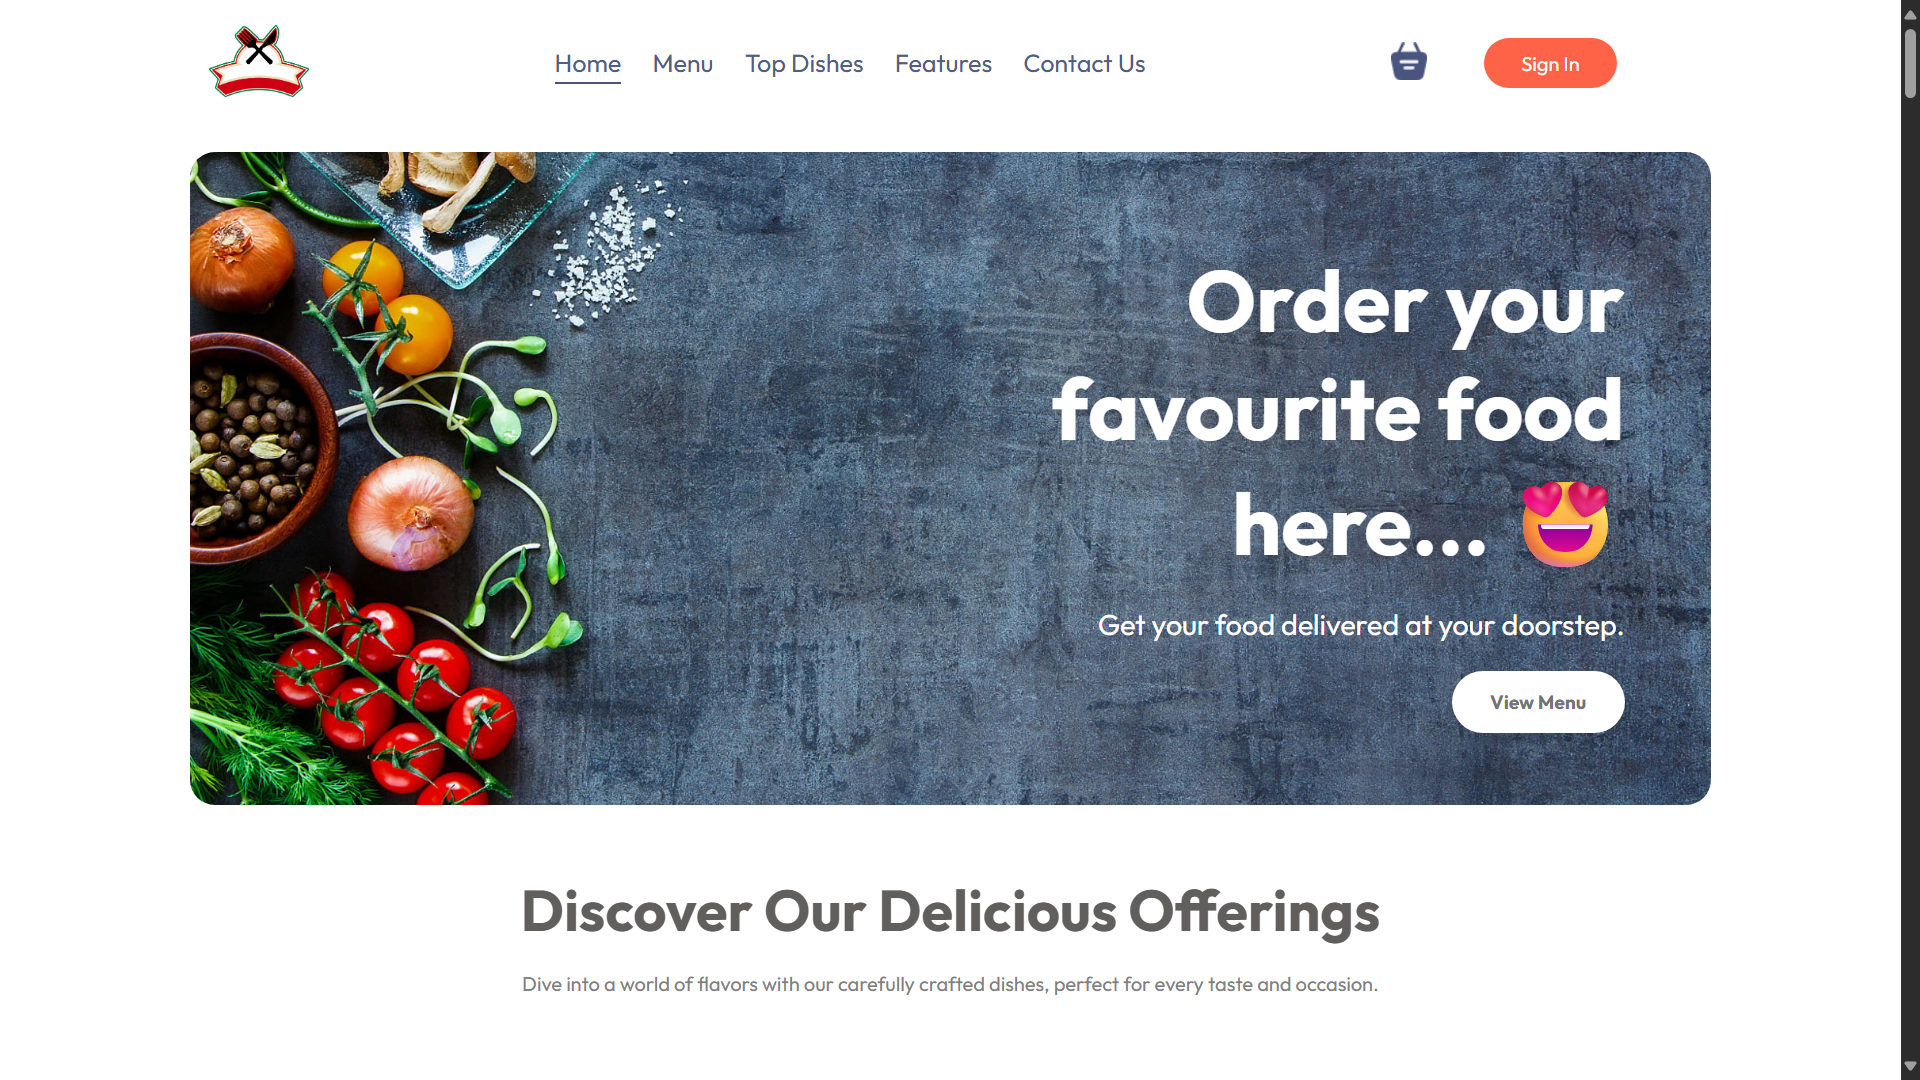 Home Menu Top Dishes Features Contact Us Sign In
Order your
favourite food
here...
Get your food delivered at your doorstep.
View Menu
Discover Our Delicious Offerings
Dive into a world of flavors with our carefully crafted dishes, perfect for every taste and occasion.